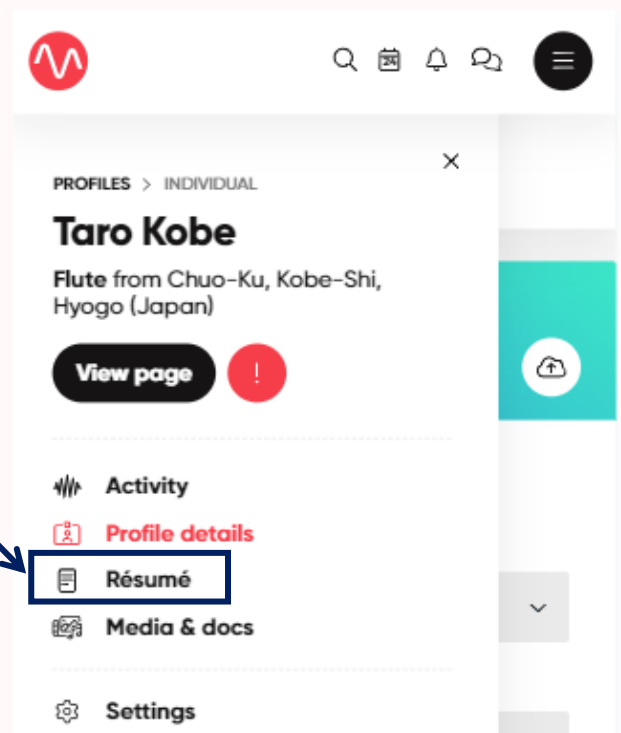 24
PROFILES > INDIVIDUAL
Taro Kobe
Flute from Chuo-Ku, Kobe-Shi,
Hyogo (Japan)
View page !
Activity
Profile details
Résumé
Media & docs
Settings